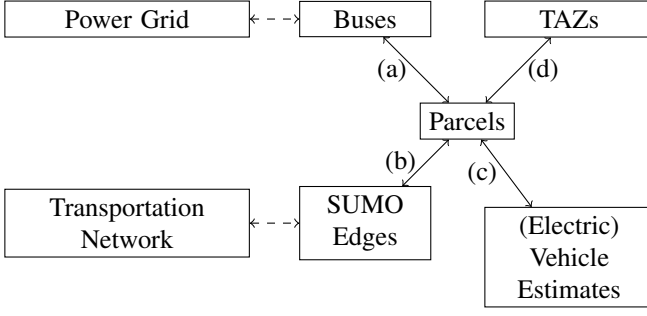 Power Grid
Buses
TAZs
(a)
(d)
Parcels
(b)
(c)
Transportation
Network
SUMO
Edges
(Electric)
Vehicle
Estimates